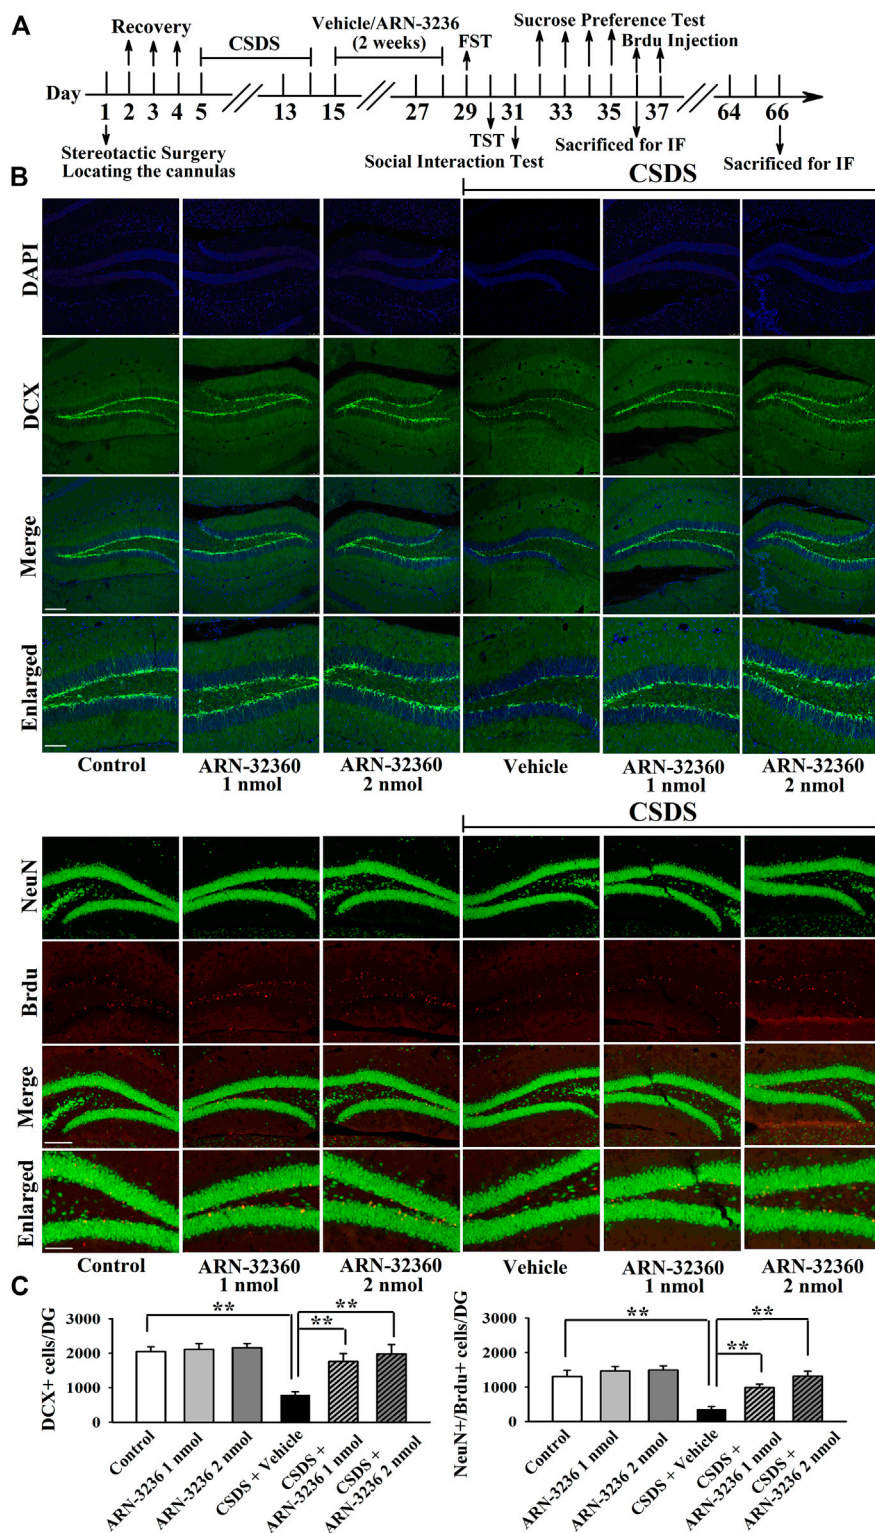 A
Recovery
CSDS
Vehicle/ARN-3236
(2 weeks)
FST
Sucrose Preference Test
Brdu Injection
Day
1 2 3 4 5 13 15 27 29 31 33 35 37 64 66
Stereotactic Surgery
Locating the cannulas
TST
Social Interaction Test
Sacrificed for IF
Sacrificed for IF
B
CSDS
DAPI
DCX
Merge
Enlarged
Control
ARN-32360
1 nmol
ARN-32360
2 nmol
Vehicle
ARN-32360
1 nmol
ARN-32360
2 nmol
CSDS
NeuN
Brdu
Merge
Enlarged
Control
ARN-32360
1 nmol
ARN-32360
2 nmol
Vehicle
ARN-32360
1 nmol
ARN-32360
2 nmol
C
DCX+ cells/DG
3000
2000
1000
0
**
**
**
Control
ARN-3236 1 nmol
ARN-3236 2 nmol
CSDS + Vehicle
CSDS +
ARN-3236 1 nmol
CSDS +
ARN-3236 2 nmol
NeuN+/Brdu+ cells/DG
3000
2000
1000
0
**
**
**
Control
ARN-3236 1 nmol
ARN-3236 2 nmol
CSDS + Vehicle
CSDS +
ARN-3236 1 nmol
CSDS +
ARN-3236 2 nmol